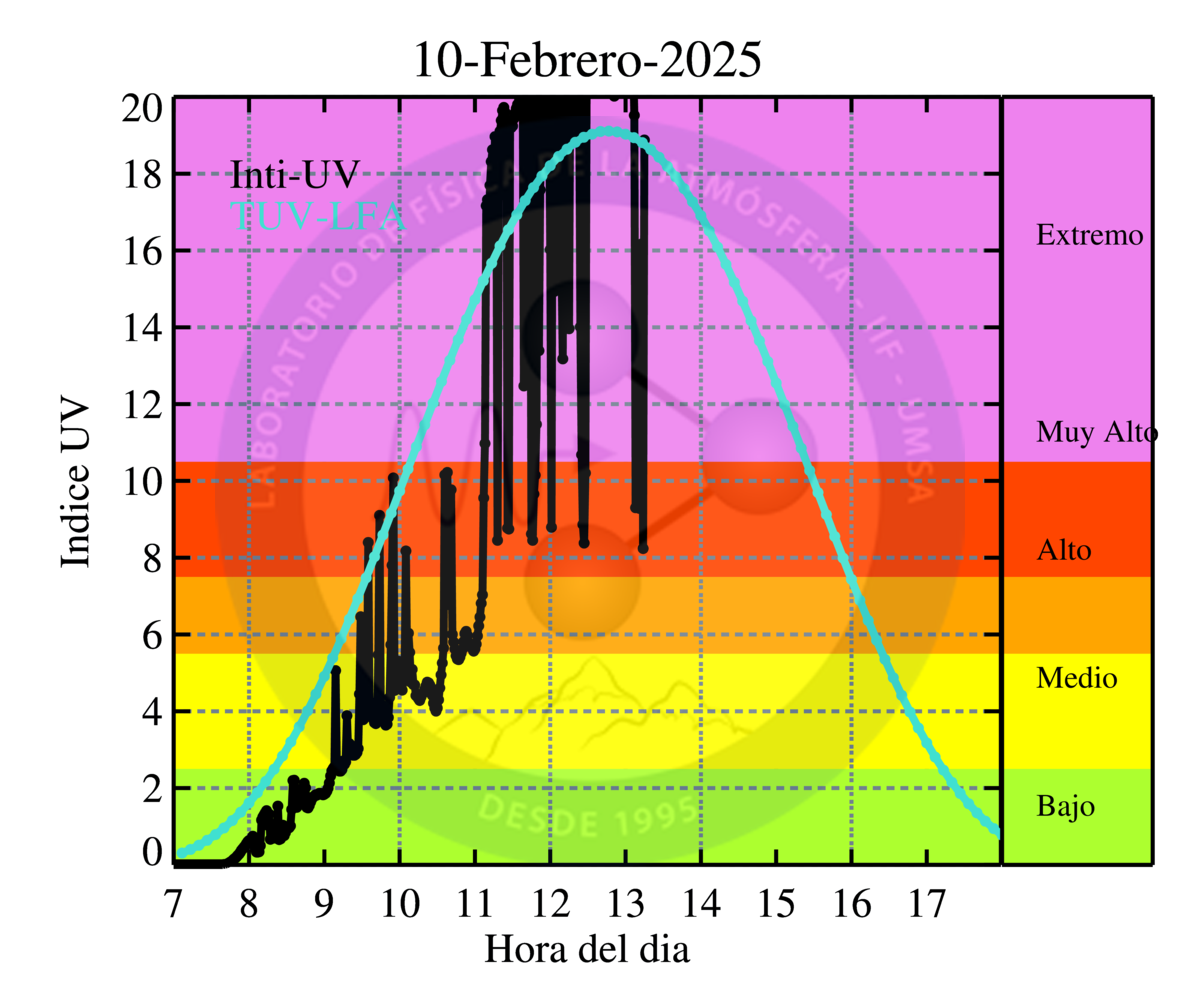 10-Febrero-2025
20
18
16
14
12
10
8
6
4
2
0
Indice UV
Inti-UV
TUV-LFA
LABORATORIO DE FÍSICA DE LA ATMÓSFERA - IIF - UMSA
DESDE 1995
Extremo
Muy Alto
Alto
Medio
Bajo
7 8 9 10 11 12 13 14 15 16 17
Hora del dia